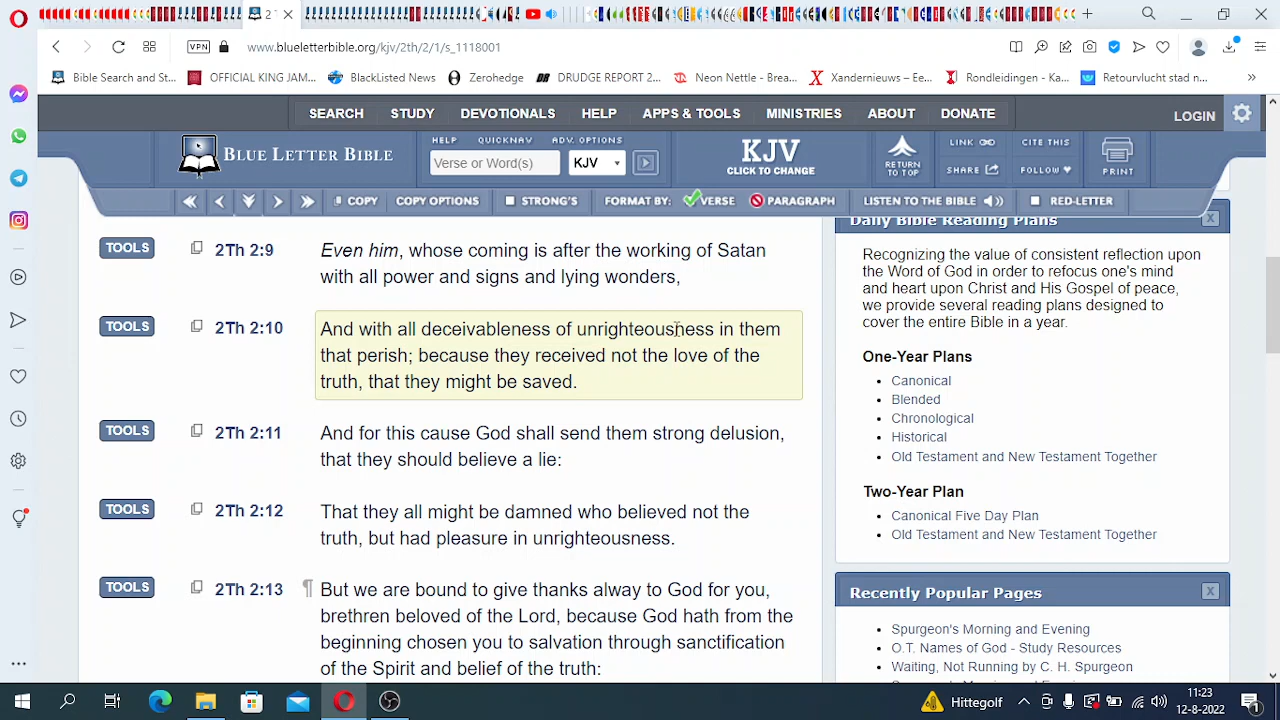 2
www.blueletterbible.org/kjv/2th/2/1/s_1118001
VPN
Bible Search and St...
OFFICIAL KING JAM...
BlackListed News
Zerohedge
DRUDGE REPORT 2...
Neon Nettle - Brea...
Xandernieuws – Ee...
Rondleidingen - Ka...
Retourvlucht stad n...
SEARCH STUDY DEVOTIONALS HELP APPS & TOOLS MINISTRIES ABOUT DONATE
LOGIN
BLUE LETTER BIBLE
HELP QUICKNAV ADV. OPTIONS
Verse or Word(s)
KJV
KJV
CLICK TO CHANGE
RETURN
TO TOP
LINK
CITE THIS
SHARE
FOLLOW
PRINT
COPY COPY OPTIONS STRONG'S FORMAT BY: VERSE PARAGRAPH LISTEN TO THE BIBLE RED-LETTER
TOOLS 2Th 2:9 Even him, whose coming is after the working of Satan
with all power and signs and lying wonders,
TOOLS 2Th 2:10 And with all deceivableness of unrighteousness in them
that perish; because they received not the love of the
truth, that they might be saved.
TOOLS 2Th 2:11 And for this cause God shall send them strong delusion,
that they should believe a lie:
TOOLS 2Th 2:12 That they all might be damned who believed not the
truth, but had pleasure in unrighteousness.
TOOLS 2Th 2:13 ¶ But we are bound to give thanks alway to God for you,
brethren beloved of the Lord, because God hath from the
beginning chosen you to salvation through sanctification
of the Spirit and belief of the truth:
Daily Bible Reading Plans
Recognizing the value of consistent reflection upon
the Word of God in order to refocus one's mind
and heart upon Christ and His Gospel of peace,
we provide several reading plans designed to
cover the entire Bible in a year.
One-Year Plans
• Canonical
• Blended
• Chronological
• Historical
• Old Testament and New Testament Together
Two-Year Plan
• Canonical Five Day Plan
• Old Testament and New Testament Together
Recently Popular Pages
• Spurgeon's Morning and Evening
• O.T. Names of God - Study Resources
• Waiting, Not Running by C. H. Spurgeon
Hittegolf
11:23
12-8-2022